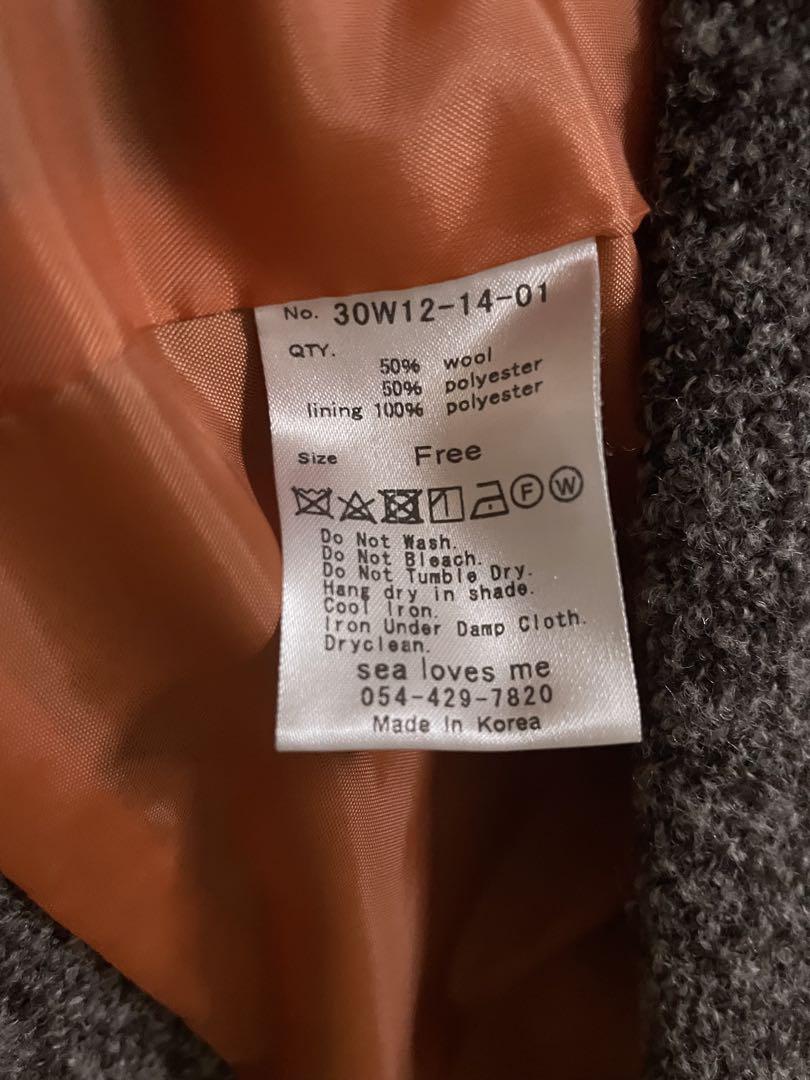 No. 30W12-14-01
QTY.
50% wool
50% polyester
lining 100% polyester
Size Free
F W
Do Not Wash.
Do Not Bleach.
Do Not Tumble Dry.
Hang dry in shade.
Cool Iron.
Iron Under Damp Cloth.
Dryclean.
sea loves me
054-429-7820
Made In Korea